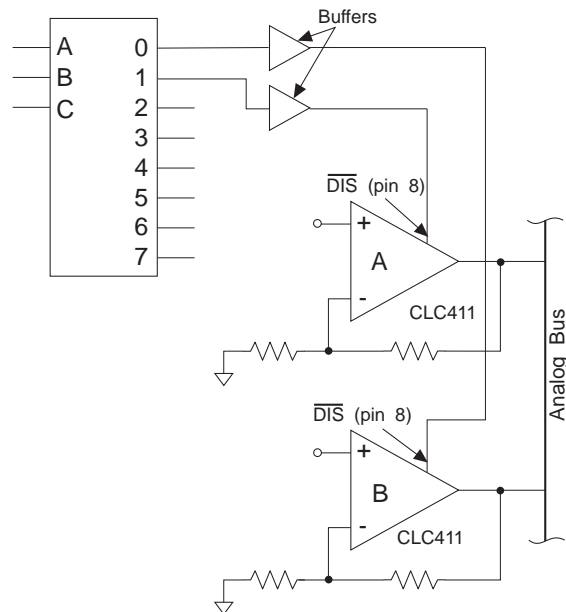 Buffers
A 0
B 1
C 2
3
4
5
6
7
DIS (pin 8)
+
A
-
CLC411
Analog Bus
DIS (pin 8)
+
B
-
CLC411